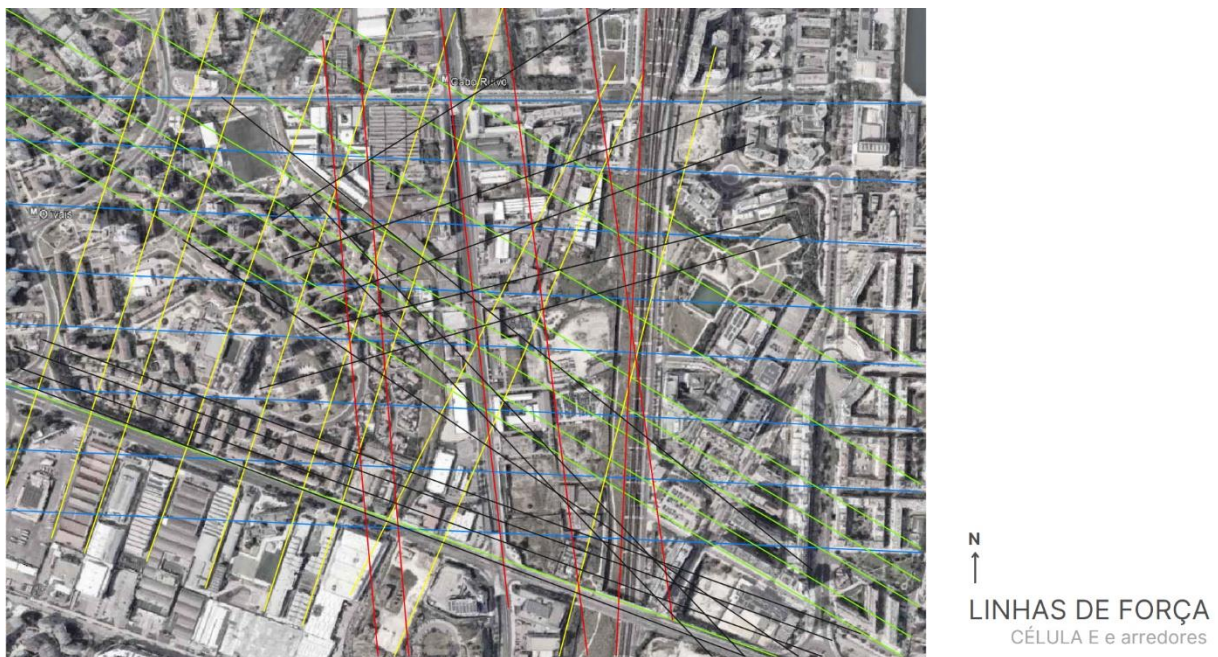 M Cabo Ruivo
M Olivais
N
LINHAS DE FORÇA
CÉLULA E e arredores